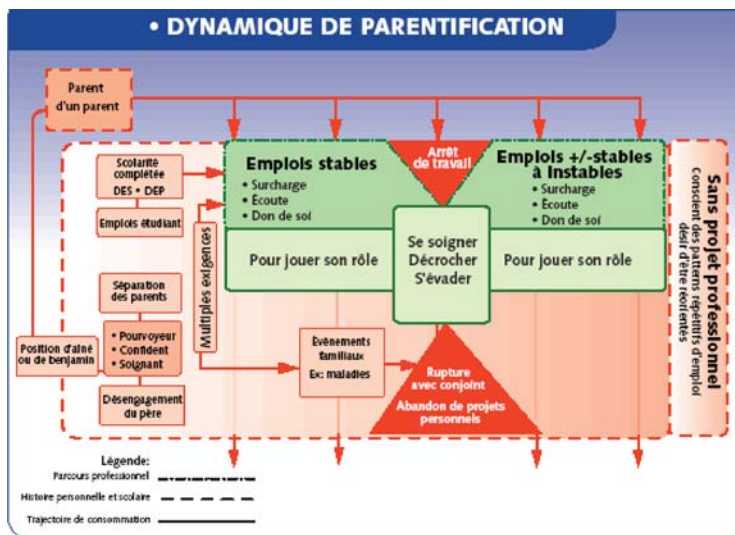 • DYNAMIQUE DE PARENTIFICATION
Parent
d'un parent
Scolarité
complétée
DES • DEP
Emplois étudiant
Séparation
des parents
• Pourvoyeur
• Confident
• Soignant
Position d'aîné
ou de benjamin
Désengagement
du père
Multiples exigences
Emplois stables
• Surcharge
• Écoute
• Don de soi
Pour jouer son rôle
Arrêt
de travail
Se soigner
Décrocher
S'évader
Emplois +/-stables
à Instables
• Surcharge
• Écoute
• Don de soi
Pour jouer son rôle
Évènements
familiaux
Ex: maladies
Rupture
avec conjoint
Abandon de projets
personnels
Sans projet professionnel
Conscient des patterns répétitifs d'emploi
désir d'être réorientés
Légende:
Parcours professionnel
Histoire personnelle et scolaire
Trajectoire de consommation